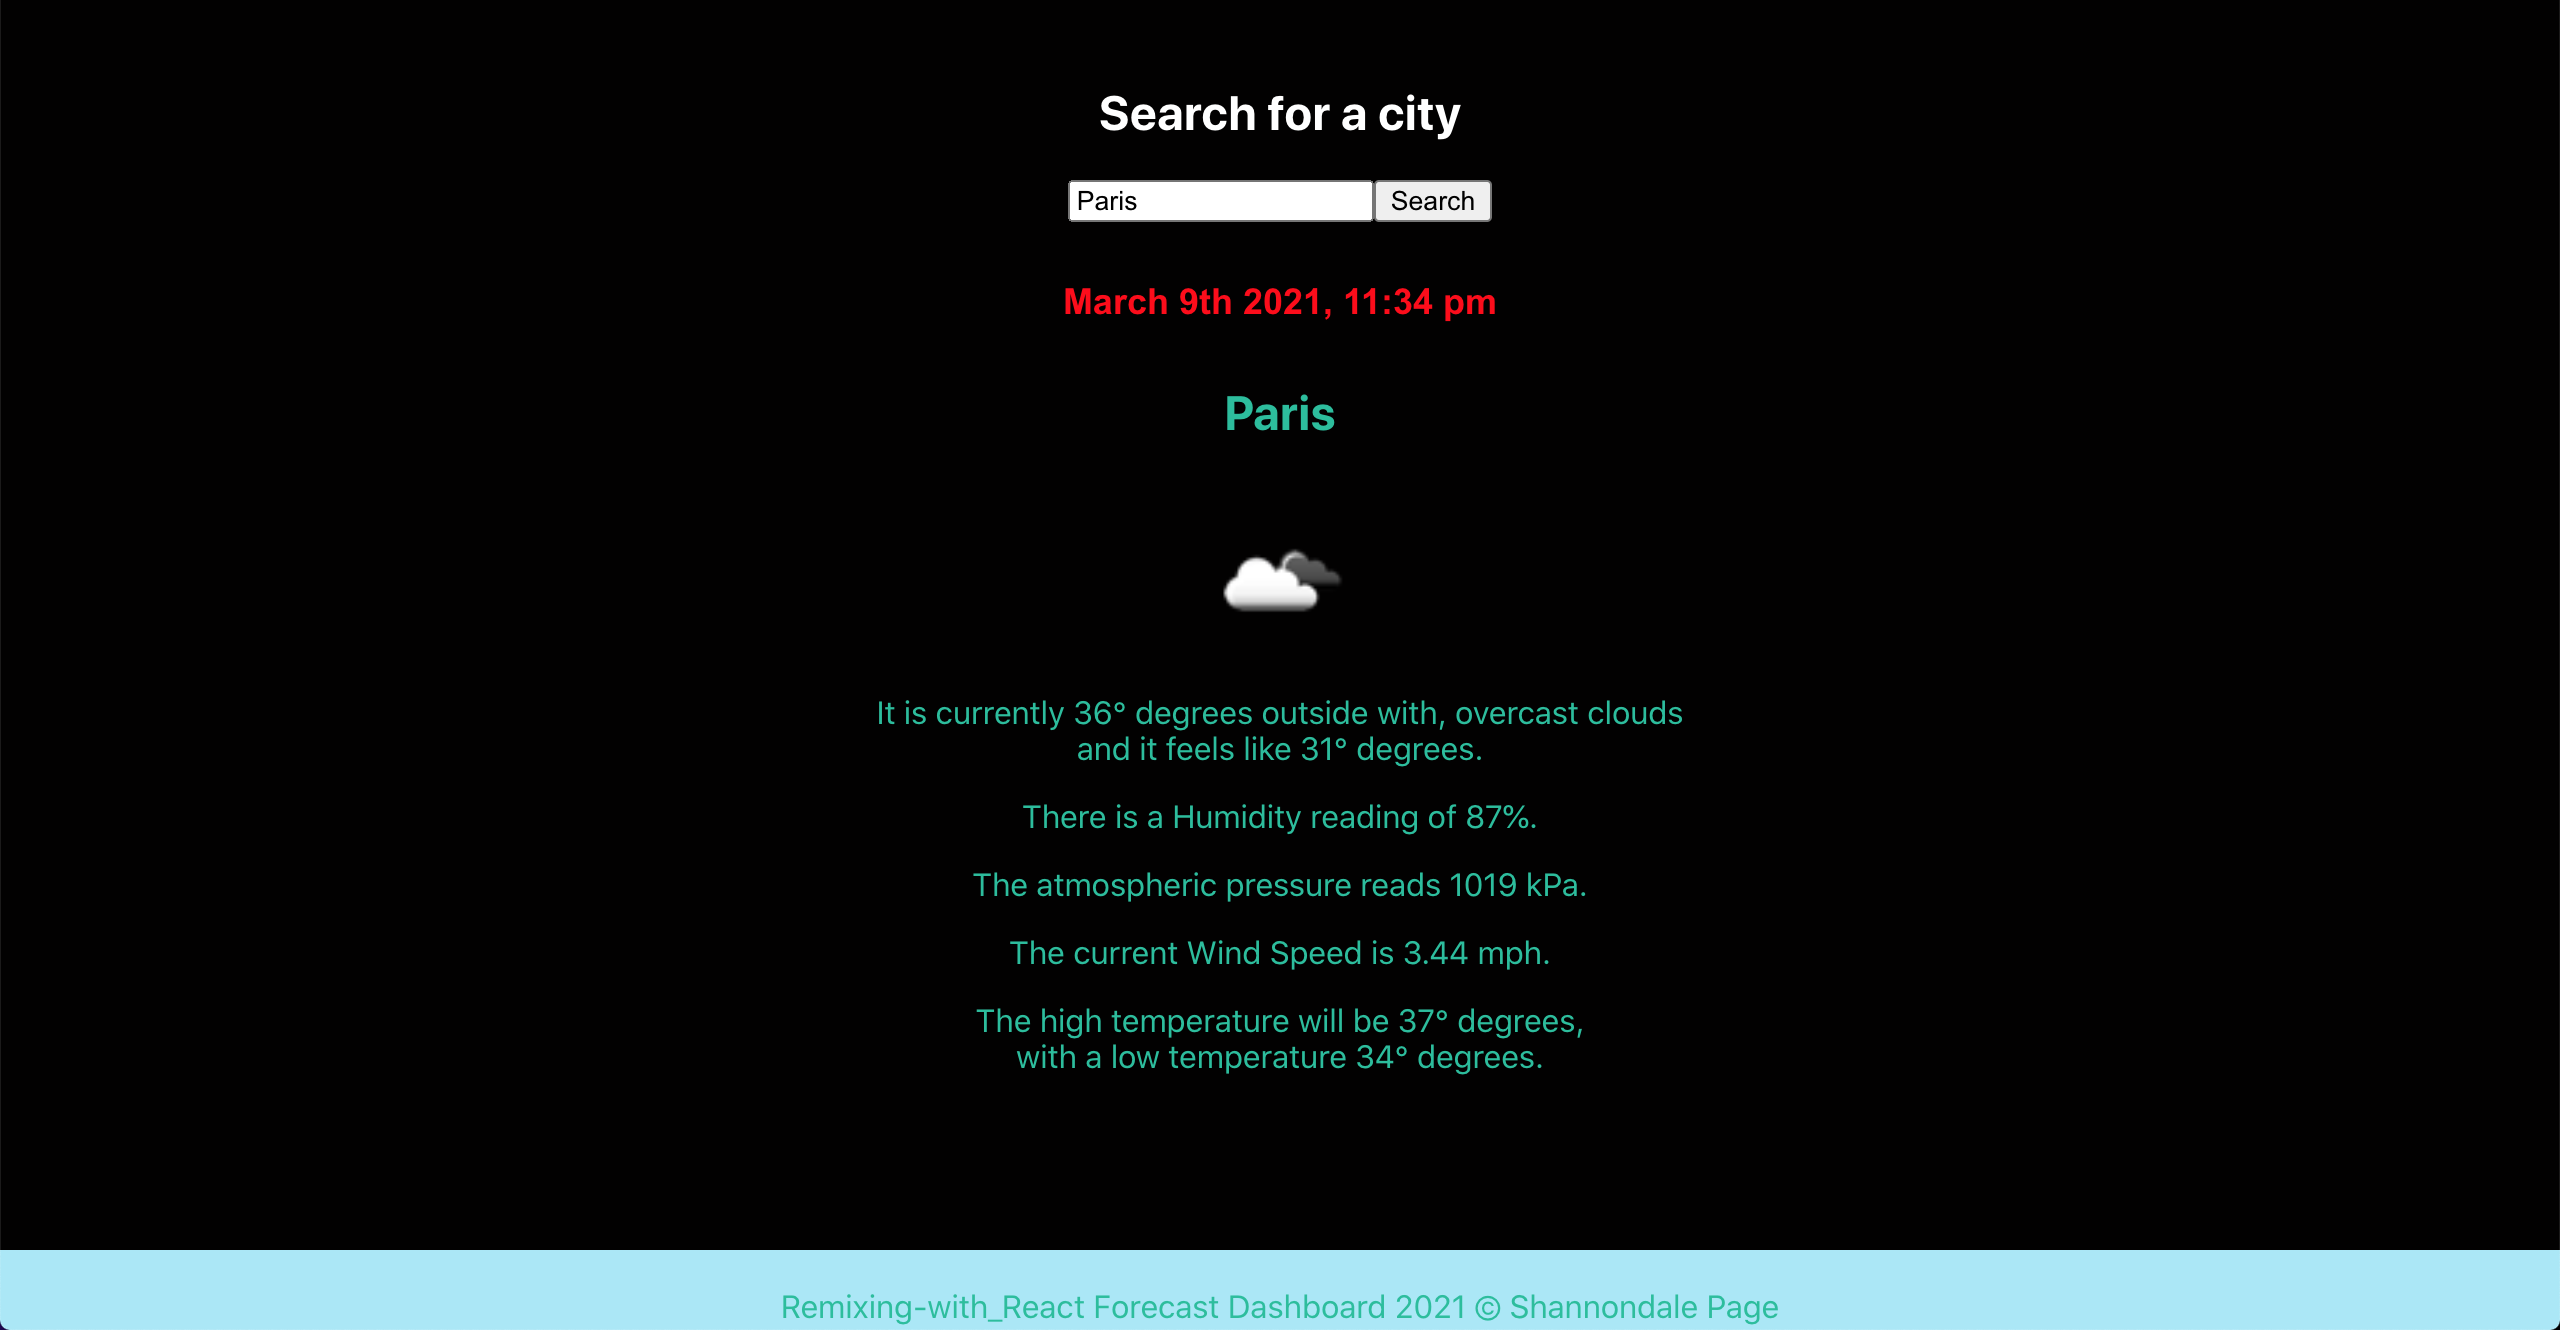 Search for a city
Paris
Search
March 9th 2021, 11:34 pm
Paris
It is currently 36° degrees outside with, overcast clouds
and it feels like 31° degrees.
There is a Humidity reading of 87%.
The atmospheric pressure reads 1019 kPa.
The current Wind Speed is 3.44 mph.
The high temperature will be 37° degrees,
with a low temperature 34° degrees.
Remixing-with_React Forecast Dashboard 2021 © Shannondale Page